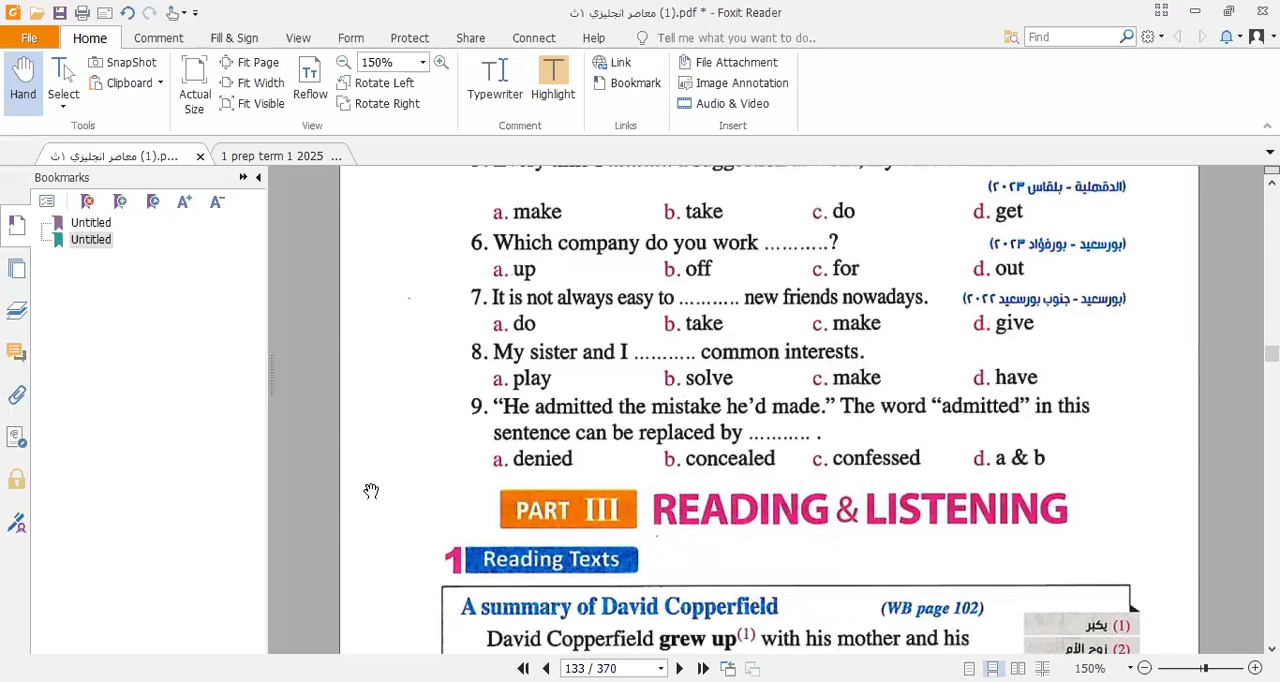 معاصر انجليزي ١ث (1).pdf * - Foxit Reader
File Home Comment Fill & Sign View Form Protect Share Connect Help Tell me what you want to do.. Find
Hand
Select
SnapShot
Clipboard
Tools
Actual Size
Fit Page
Fit Width
Fit Visible
Reflow
150%
Rotate Left
Rotate Right
View
Typewriter
Highlight
Comment
Link
Bookmark
Links
File Attachment
Image Annotation
Audio & Video
Insert
معاصر انجليزي ١ث (1).p...
1 prep term 1 2025 ...
Bookmarks
Untitled
Untitled
(الدقهلية - بلقاس ٢٠٢٣)
a. make b. take c. do d. get
6. Which company do you work ..........? (بورسعيد - بورفؤاد ٢٠٢٣)
a. up b. off c. for d. out
7. It is not always easy to .......... new friends nowadays. (بورسعيد - جنوب بورسعيد ٢٠٢٢)
a. do b. take c. make d. give
8. My sister and I .......... common interests.
a. play b. solve c. make d. have
9. “He admitted the mistake he’d made.” The word “admitted” in this
sentence can be replaced by .......... .
a. denied b. concealed c. confessed d. a & b
PART III READING & LISTENING
1 Reading Texts
A summary of David Copperfield (WB page 102)
David Copperfield grew up(1) with his mother and his
(1) يكبر
(2) زوج الأم
133 / 370
150%